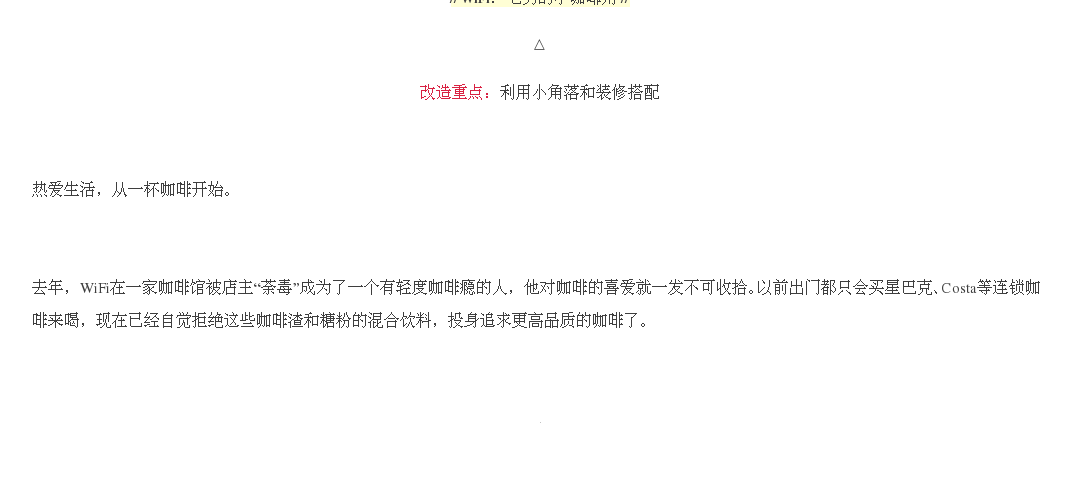 △
改造重点：利用小角落和装修搭配
热爱生活，从一杯咖啡开始。
去年，WiFi在一家咖啡馆被店主“荼毒”成为了一个有轻度咖啡瘾的人，他对咖啡的喜爱就一发不可收拾。以前出门都只会买星巴克、Costa等连锁咖
啡来喝，现在已经自觉拒绝这些咖啡渣和糖粉的混合饮料，投身追求更高品质的咖啡了。